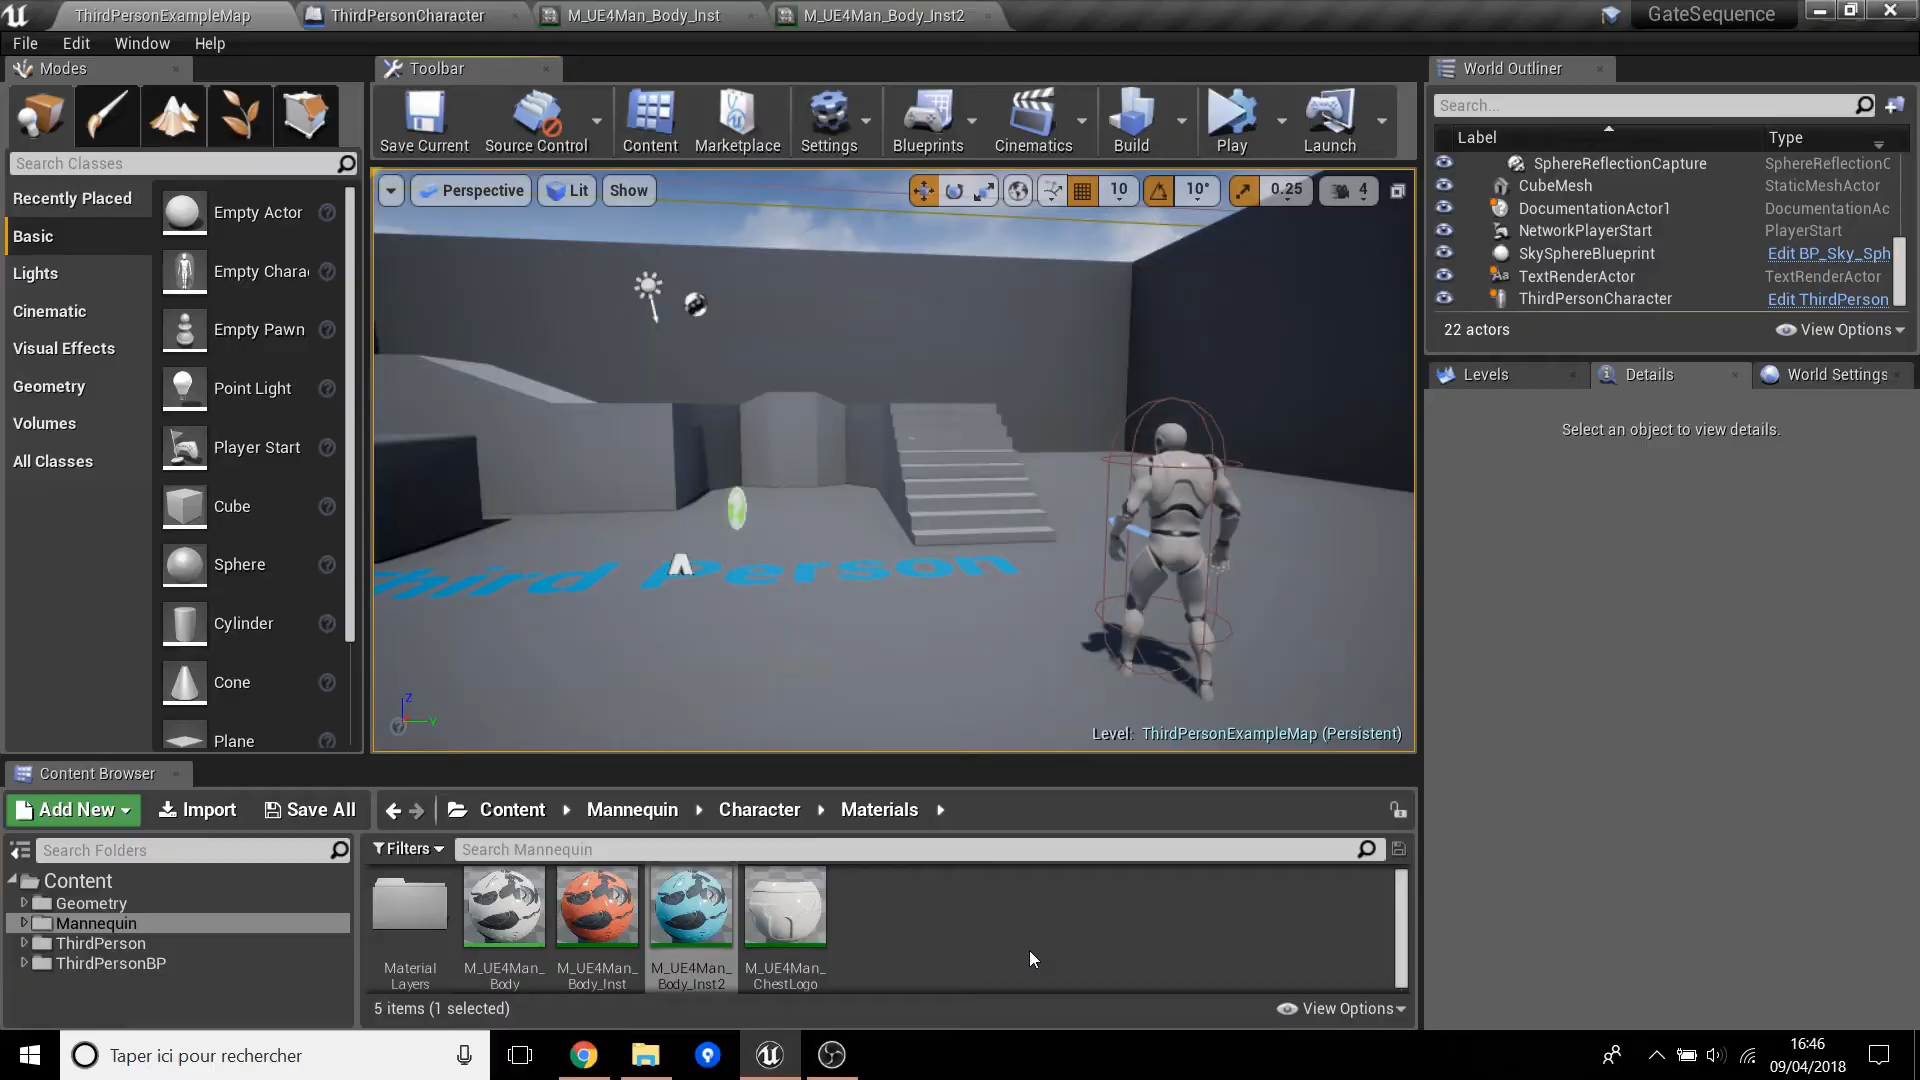 ThirdPersonExampleMap
ThirdPersonCharacter
M_UE4Man_Body_Inst
M_UE4Man_Body_Inst2
GateSequence
File Edit Window Help
Modes
Toolbar
World Outliner
Save Current
Source Control
Content
Marketplace
Settings
Blueprints
Cinematics
Build
Play
Launch
Search...
Label Type
Search Classes
SphereReflectionCapture SphereReflectionC
CubeMesh StaticMeshActor
DocumentationActor1 DocumentationAc
NetworkPlayerStart PlayerStart
SkySphereBlueprint Edit BP_Sky_Sph
TextRenderActor TextRenderActor
ThirdPersonCharacter Edit ThirdPerson
22 actors
View Options
Perspective
Lit
Show
10
10°
0.25
4
Recently Placed
Basic
Lights
Cinematic
Visual Effects
Geometry
Volumes
All Classes
Empty Actor
Empty Chara
Empty Pawn
Point Light
Player Start
Cube
Sphere
Cylinder
Cone
Plane
Third Person
Z
Y
Level: ThirdPersonExampleMap (Persistent)
Levels
Details
World Settings
Select an object to view details.
Content Browser
Add New
Import
Save All
Content
Mannequin
Character
Materials
Search Folders
Filters
Search Mannequin
Content
Geometry
Mannequin
ThirdPerson
ThirdPersonBP
Material
Layers
M_UE4Man_
Body
M_UE4Man_
Body_Inst
M_UE4Man_
Body_Inst2
M_UE4Man_
ChestLogo
5 items (1 selected)
View Options
Taper ici pour rechercher
16:46
09/04/2018